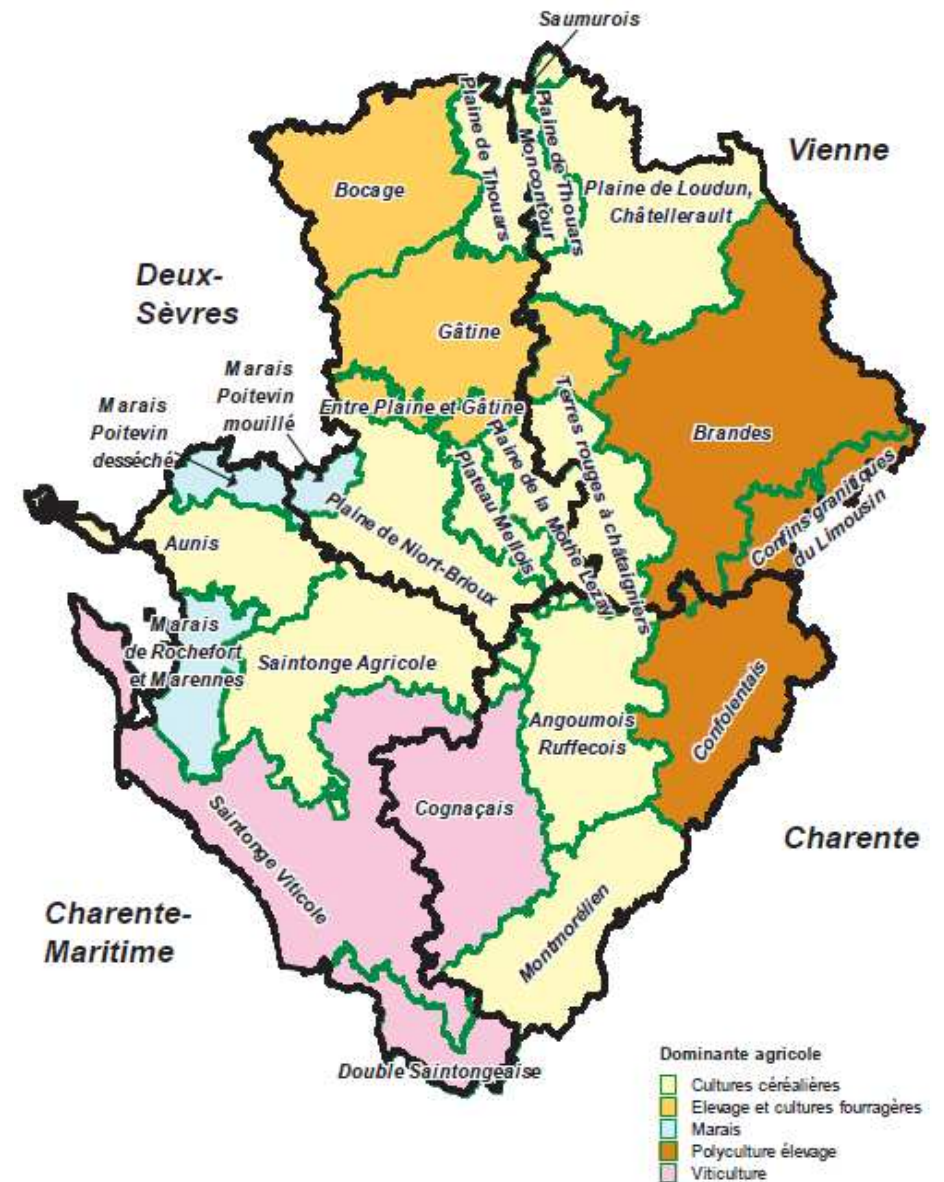 Saumurois
Vienne
Plaine de Thouars
Moncontour
Plaine de Thouars
Plaine de Loudun,
Châtellerault
Bocage
Deux-
Sèvres
Gâtine
Marais
Poitevin
mouillé
Marais
Poitevin
desséché
Entre Plaine et Gâtine
Terres rouges à châtaigniers
Brandes
Plaine de la Mothe Lezay
Plateau Mellois
Plaine de Niort-Brioux
Confins granitiques
du Limousin
Aunis
Marais
de Rochefort
et Marennes
Saintonge Agricole
Angoumois
Ruffecois
Confolentais
Cognaçais
Saintonge Viticole
Charente
Charente-
Maritime
Montmorélien
Double Saintongeaise
Dominante agricole
Cultures céréalières
Elevage et cultures fourragères
Marais
Polyculture élevage
Viticulture